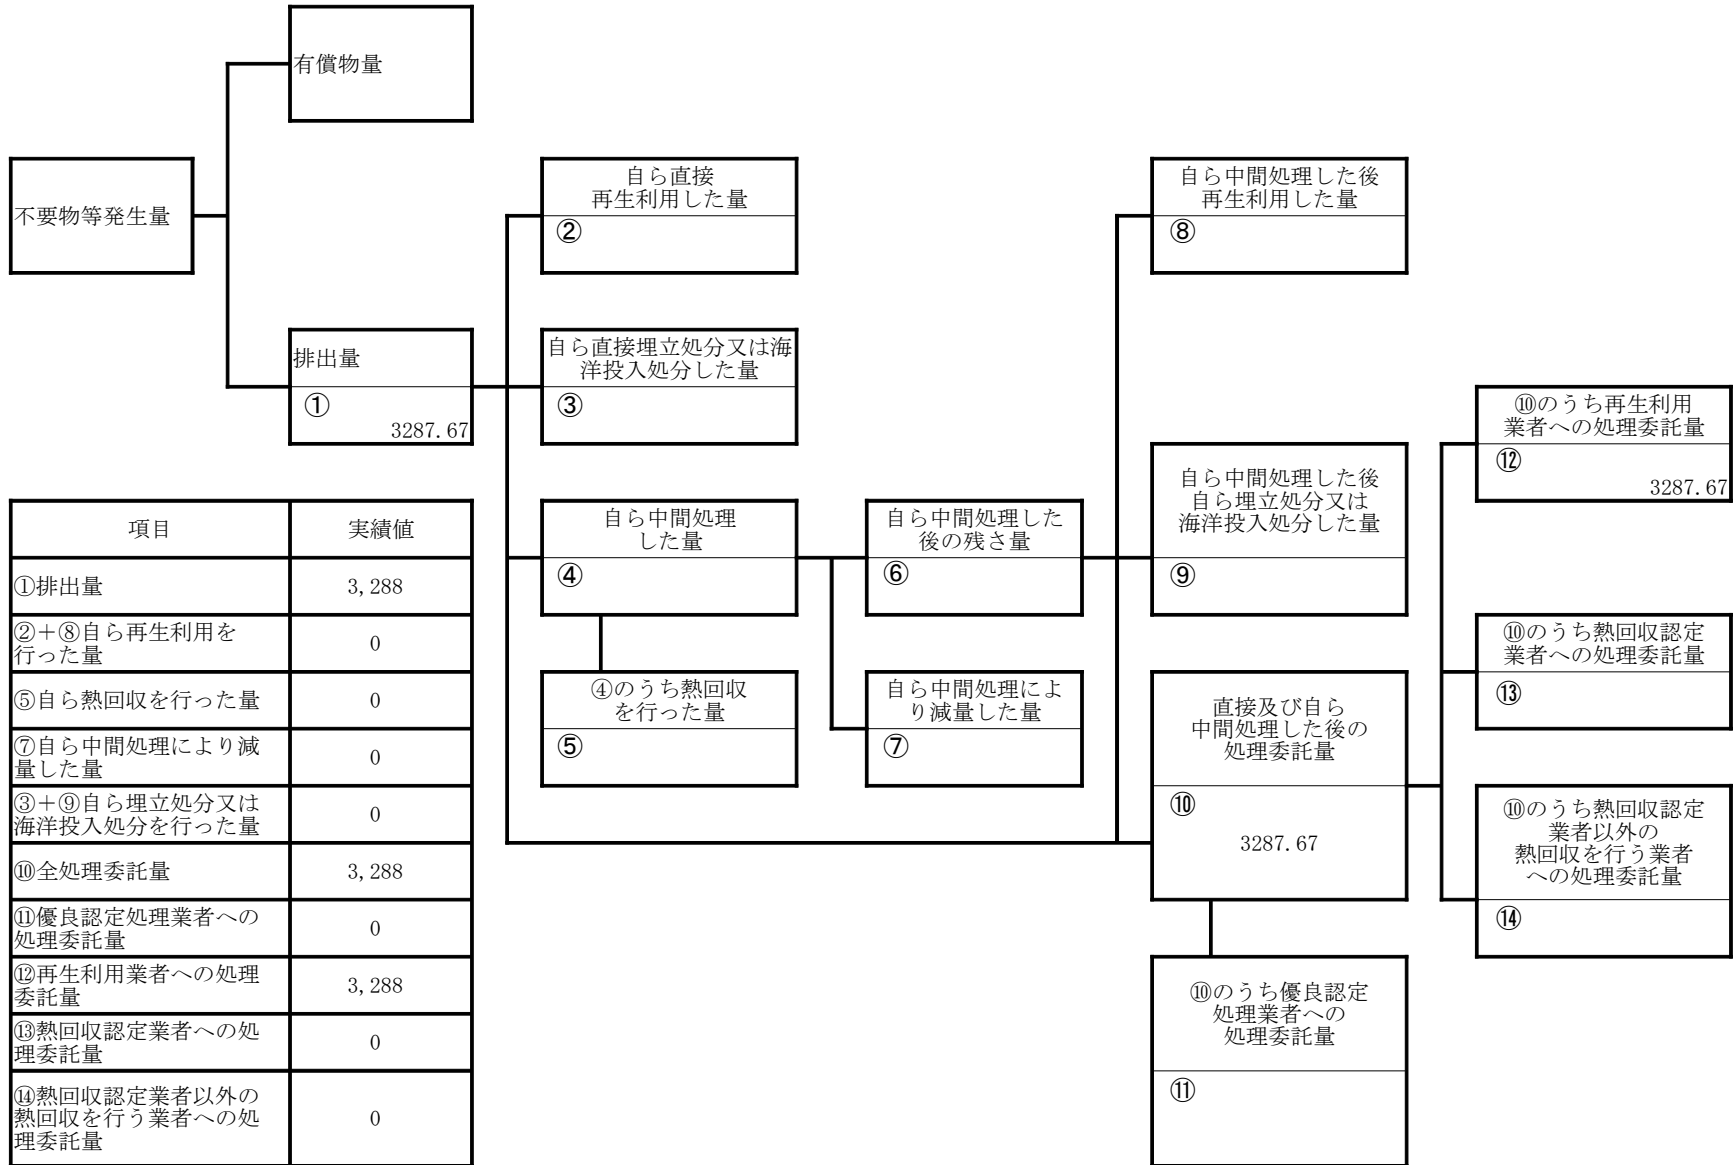 有償物量
不要物等発生量
排出量
①
3287.67
自ら直接
再生利用した量
②
自ら直接埋立処分又は海
洋投入処分した量
③
自ら中間処理
した量
④
④のうち熱回収
を行った量
⑤
自ら中間処理した
後の残さ量
⑥
自ら中間処理によ
り減量した量
⑦
自ら中間処理した後
再生利用した量
⑧
自ら中間処理した後
自ら埋立処分又は
海洋投入処分した量
⑨
直接及び自ら
中間処理した後の
処理委託量
⑩
3287.67
⑩のうち優良認定
処理業者への
処理委託量
⑪
⑩のうち再生利用
業者への処理委託量
⑫
3287.67
⑩のうち熱回収認定
業者への処理委託量
⑬
⑩のうち熱回収認定
業者以外の
熱回収を行う業者
への処理委託量
⑭
項目 実績値
①排出量 3,288
②＋⑧自ら再生利用を
行った量 0
⑤自ら熱回収を行った量 0
⑦自ら中間処理により減
量した量 0
③＋⑨自ら埋立処分又は
海洋投入処分を行った量 0
⑩全処理委託量 3,288
⑪優良認定処理業者への
処理委託量 0
⑫再生利用業者への処理
委託量 3,288
⑬熱回収認定業者への処
理委託量 0
⑭熱回収認定業者以外の
熱回収を行う業者への処
理委託量 0